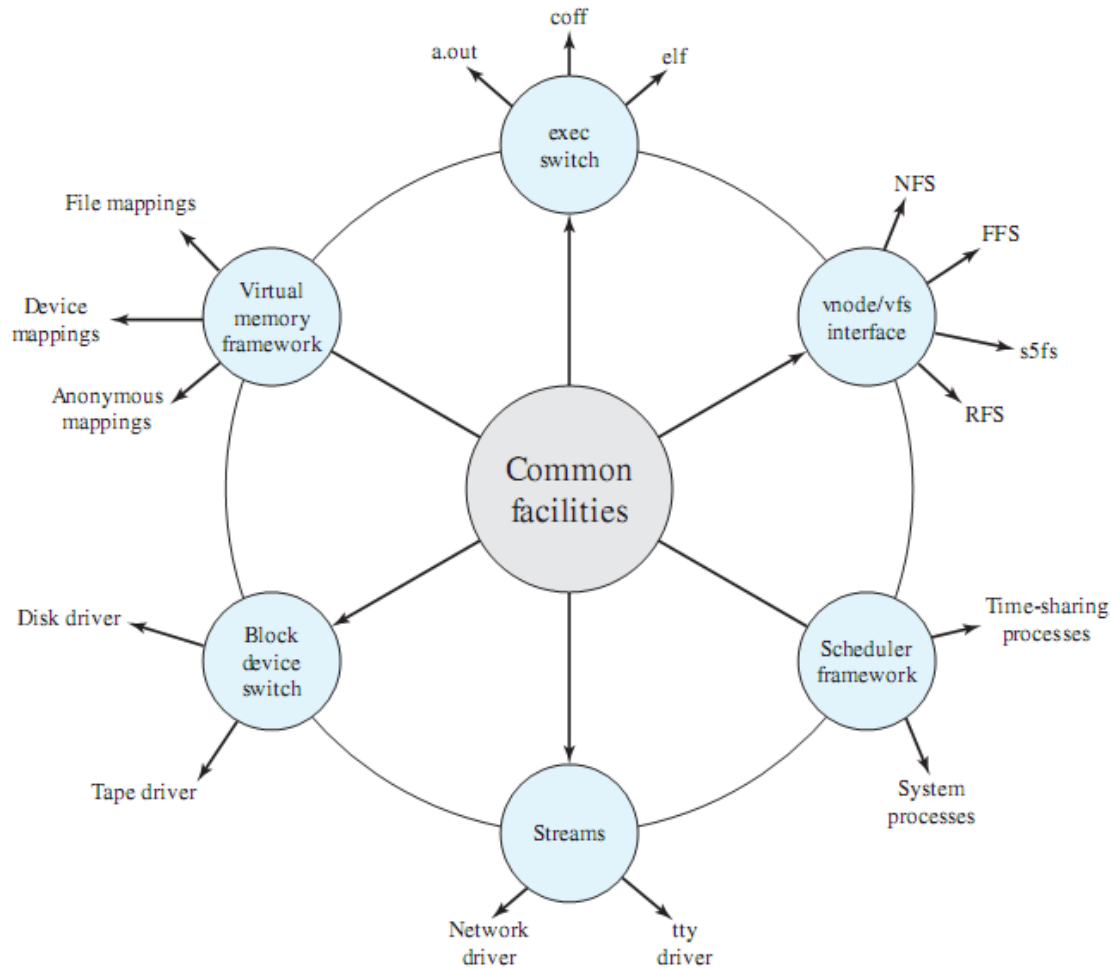 coff
a.out
elf
exec
switch
NFS
File mappings
FFS
Virtual
memory
framework
Device
mappings
vnode/vfs
interface
s5fs
Anonymous
mappings
RFS
Common
facilities
Disk driver
Block
device
switch
Time-sharing
processes
Scheduler
framework
Tape driver
System
processes
Streams
Network
driver
tty
driver